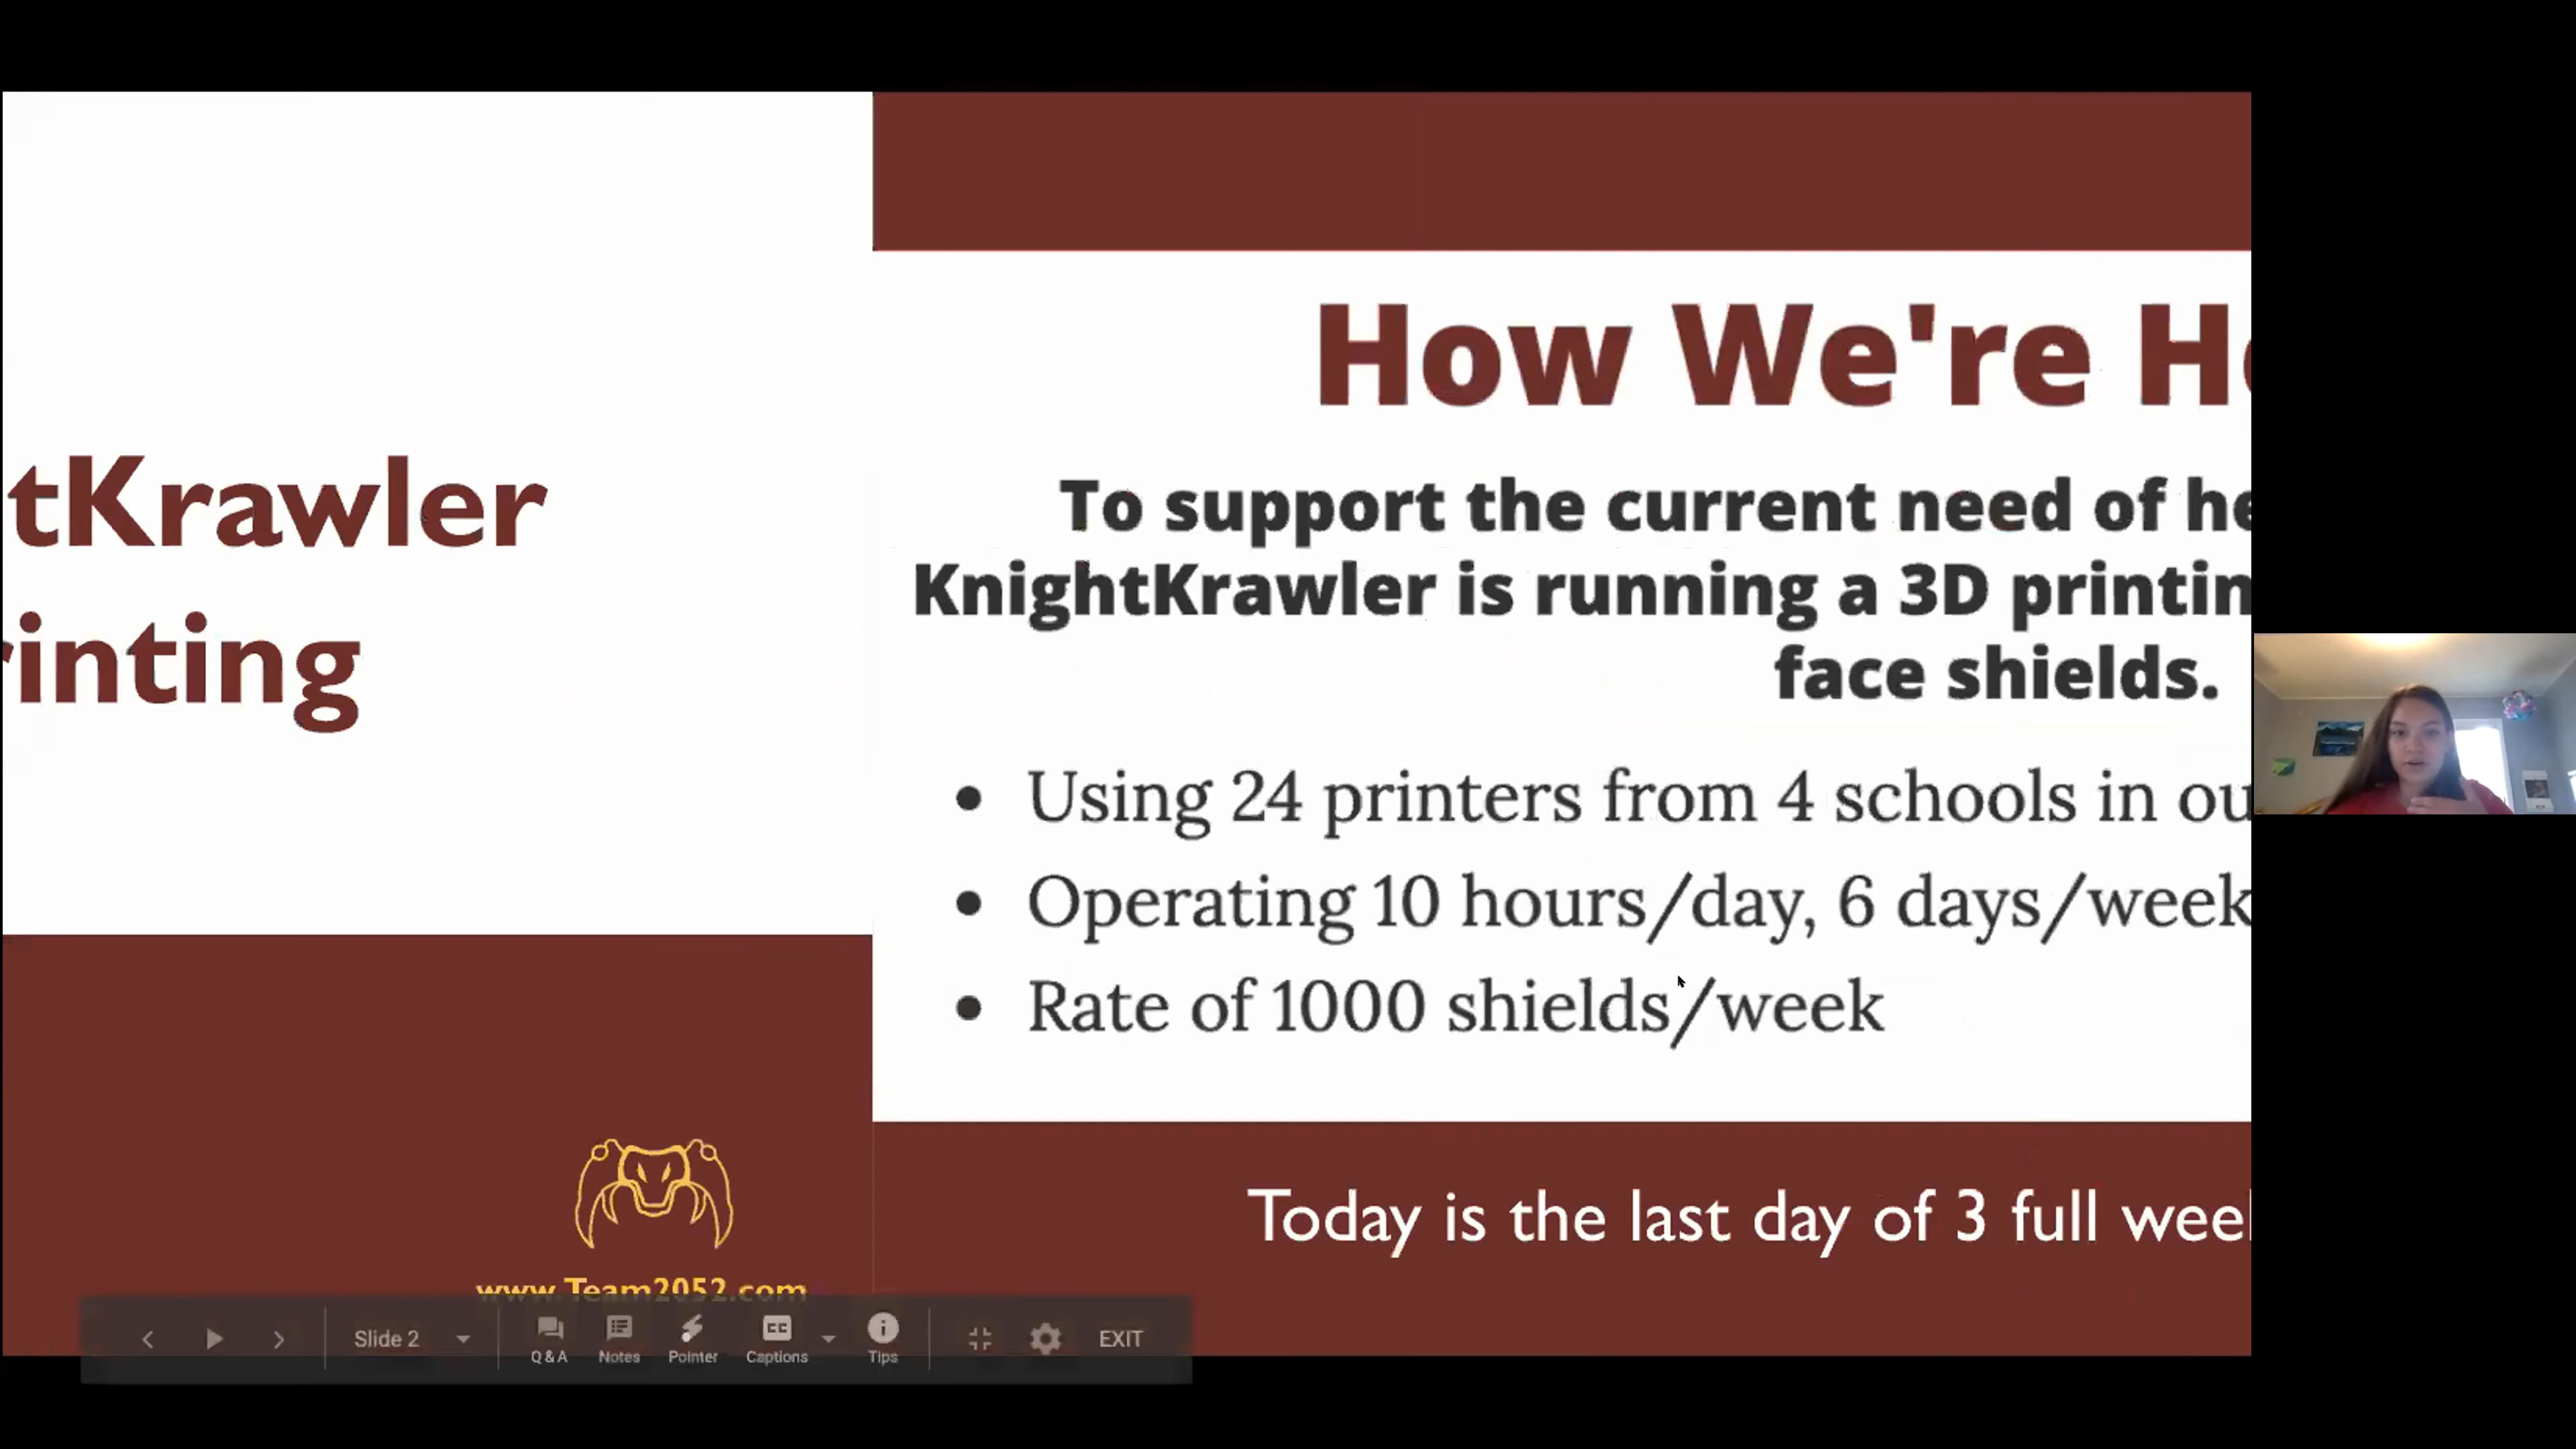 tKrawler
rinting
www.Team2052.com
How We're H
To support the current need of he
KnightKrawler is running a 3D printin
face shields.
• Using 24 printers from 4 schools in ou
• Operating 10 hours/day, 6 days/week
• Rate of 1000 shields/week
Today is the last day of 3 full wee
Slide 2
Q & A
Notes
Pointer
CC
Captions
Tips
EXIT